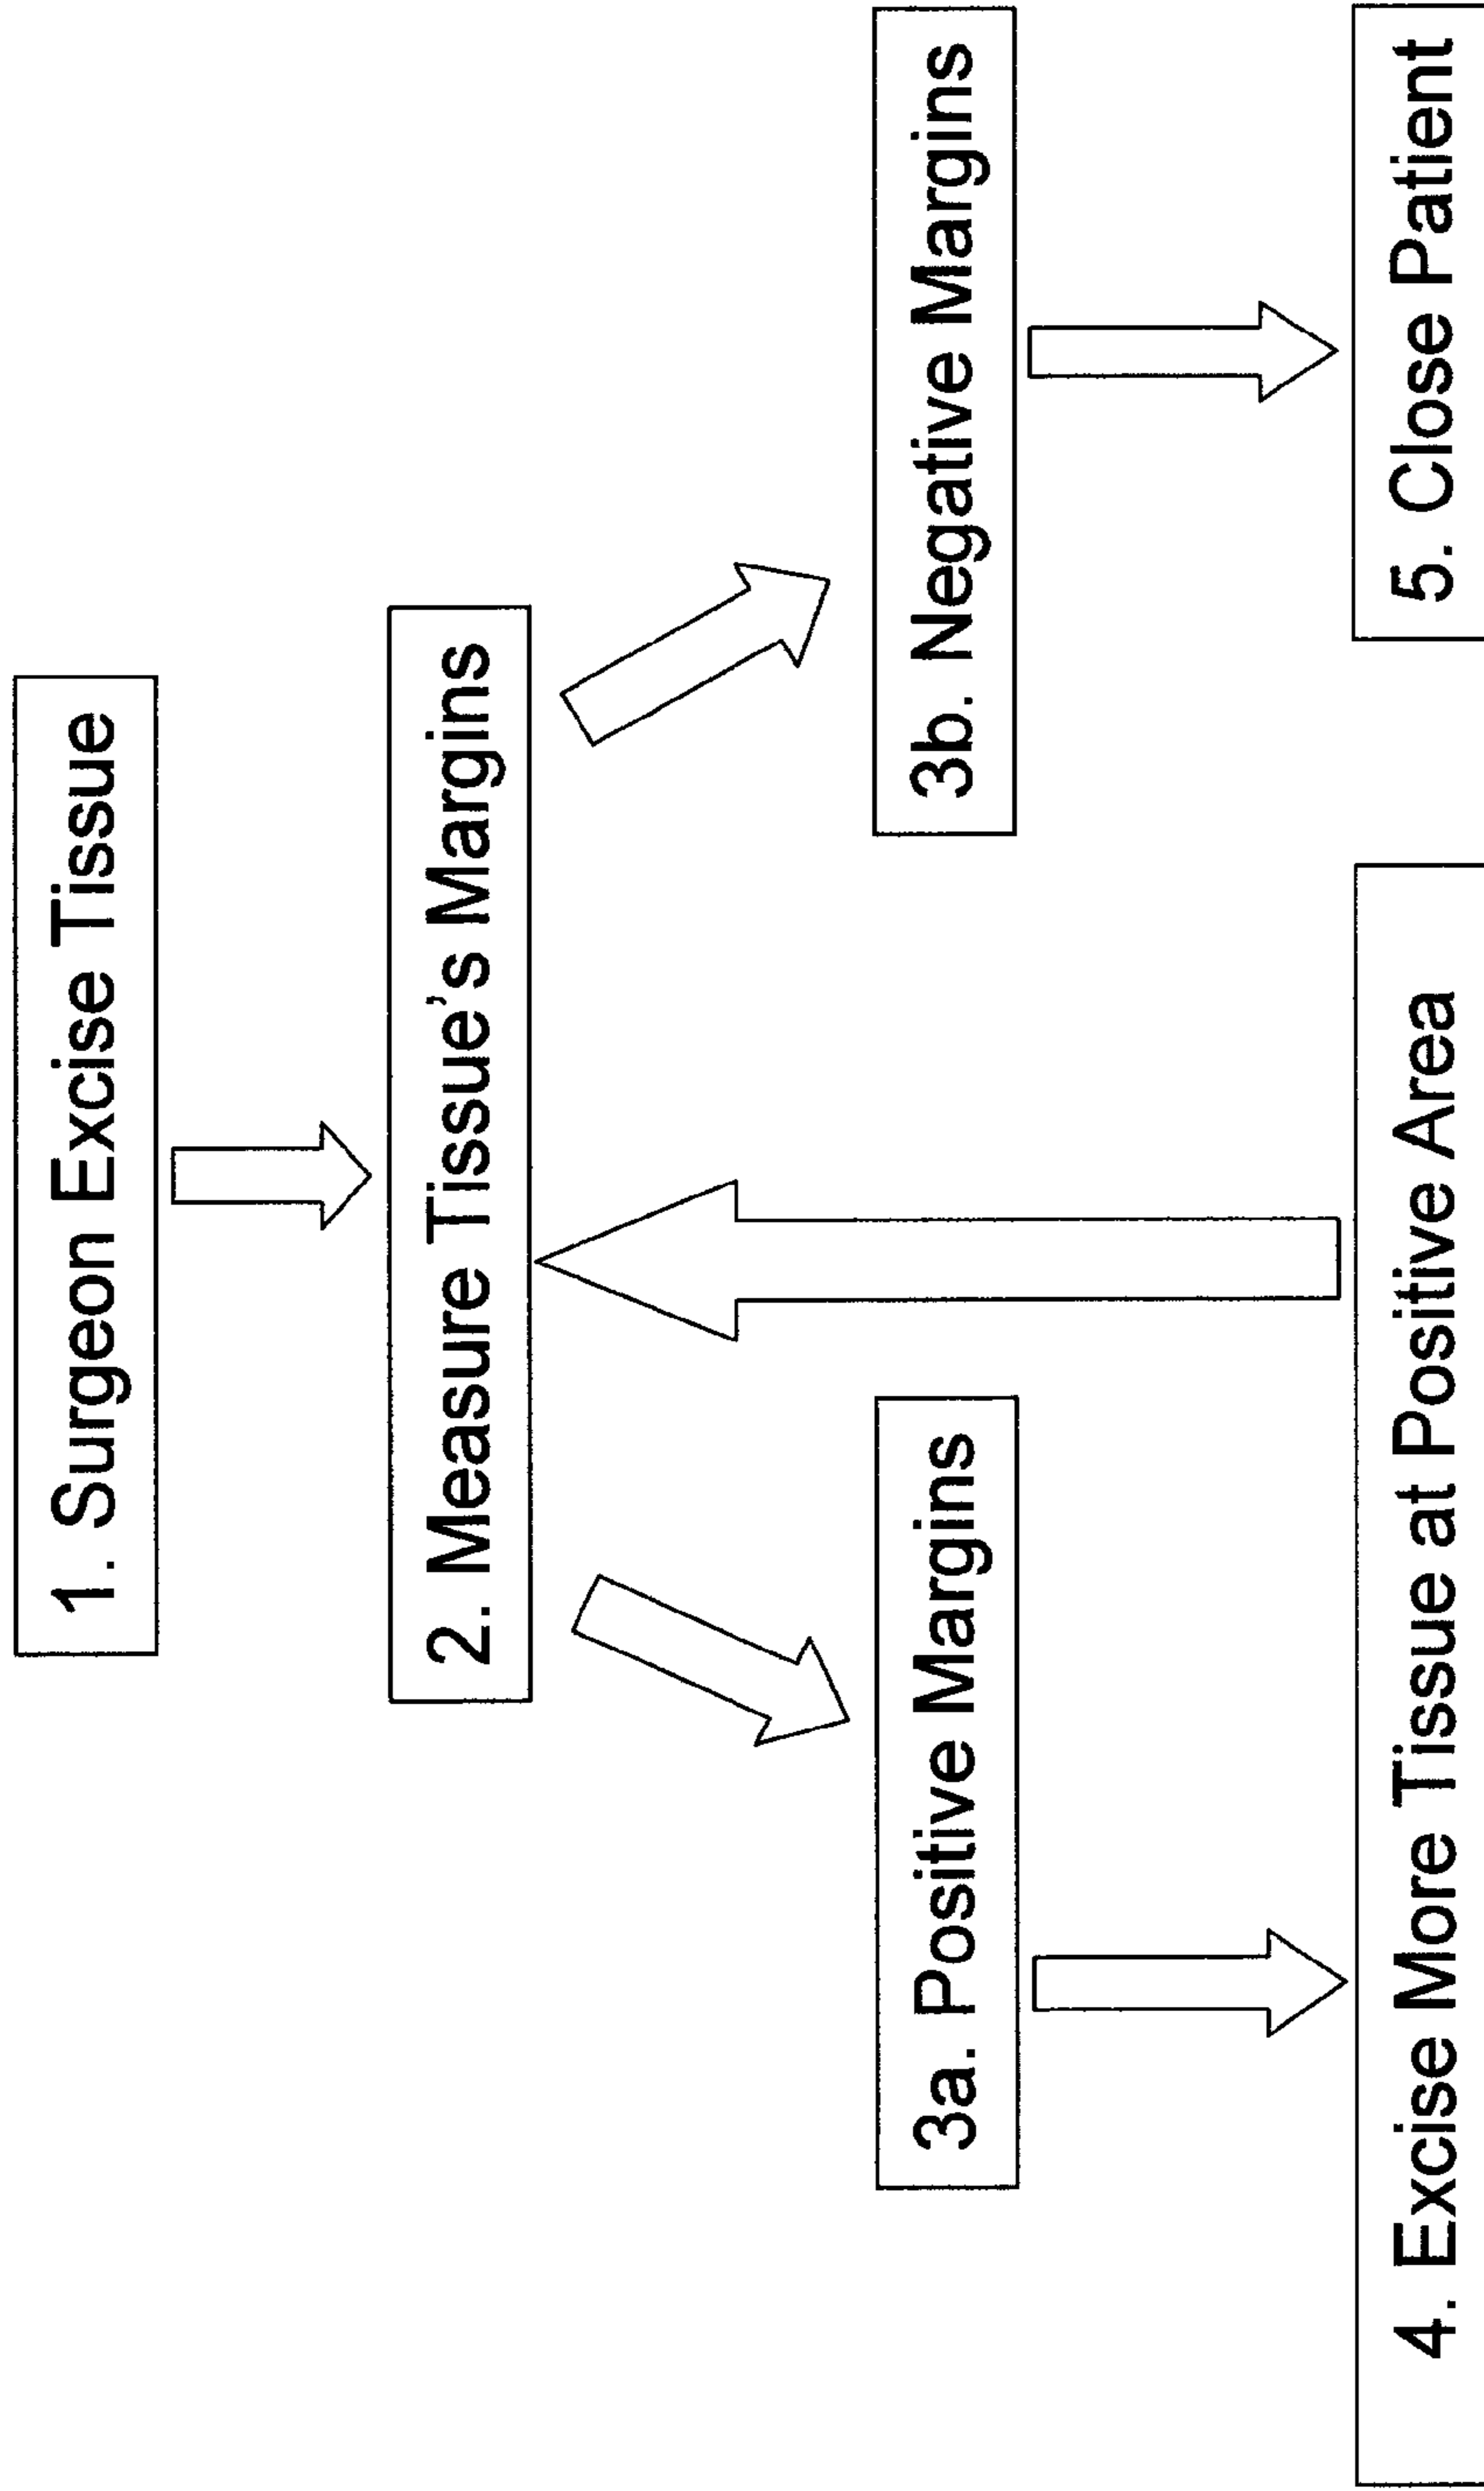 1. Surgeon Excise Tissue
2. Measure Tissue's Margins
3a. Positive Margins
3b. Negative Margins
4. Excise More Tissue at Positive Area
5. Close Patient